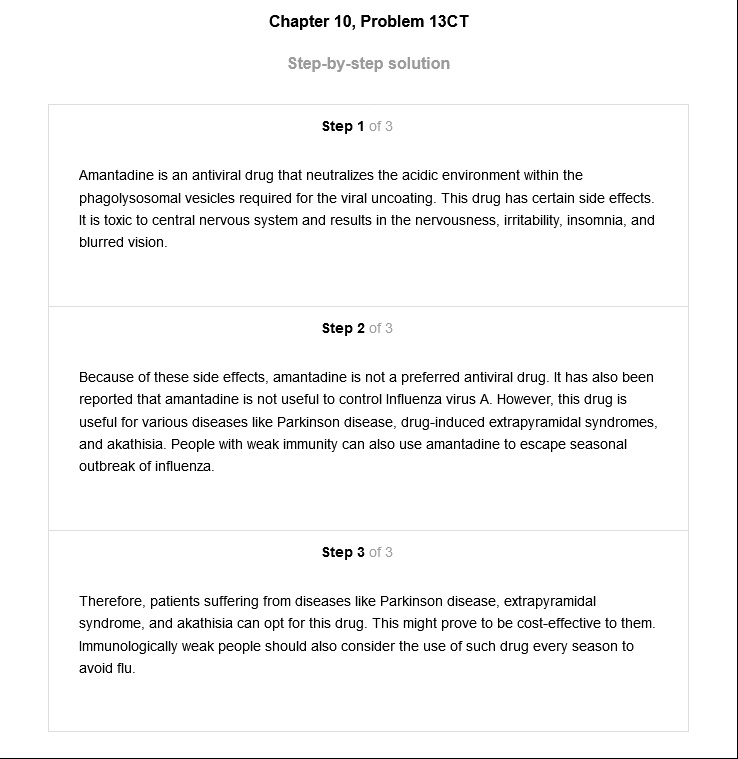 Chapter 10, Problem 13CT
Step-by-step solution
Step 1 of 3
Amantadine is an antiviral drug that neutralizes the acidic environment within the
phagolysosomal vesicles required for the viral uncoating. This drug has certain side effects.
It is toxic to central nervous system and results in the nervousness, irritability, insomnia, and
blurred vision.
Step 2 of 3
Because of these side effects, amantadine is not a preferred antiviral drug. It has also been
reported that amantadine is not useful to control Influenza virus A. However, this drug is
useful for various diseases like Parkinson disease, drug-induced extrapyramidal syndromes,
and akathisia. People with weak immunity can also use amantadine to escape seasonal
outbreak of influenza.
Step 3 of 3
Therefore, patients suffering from diseases like Parkinson disease, extrapyramidal
syndrome, and akathisia can opt for this drug. This might prove to be cost-effective to them.
Immunologically weak people should also consider the use of such drug every season to
avoid flu.